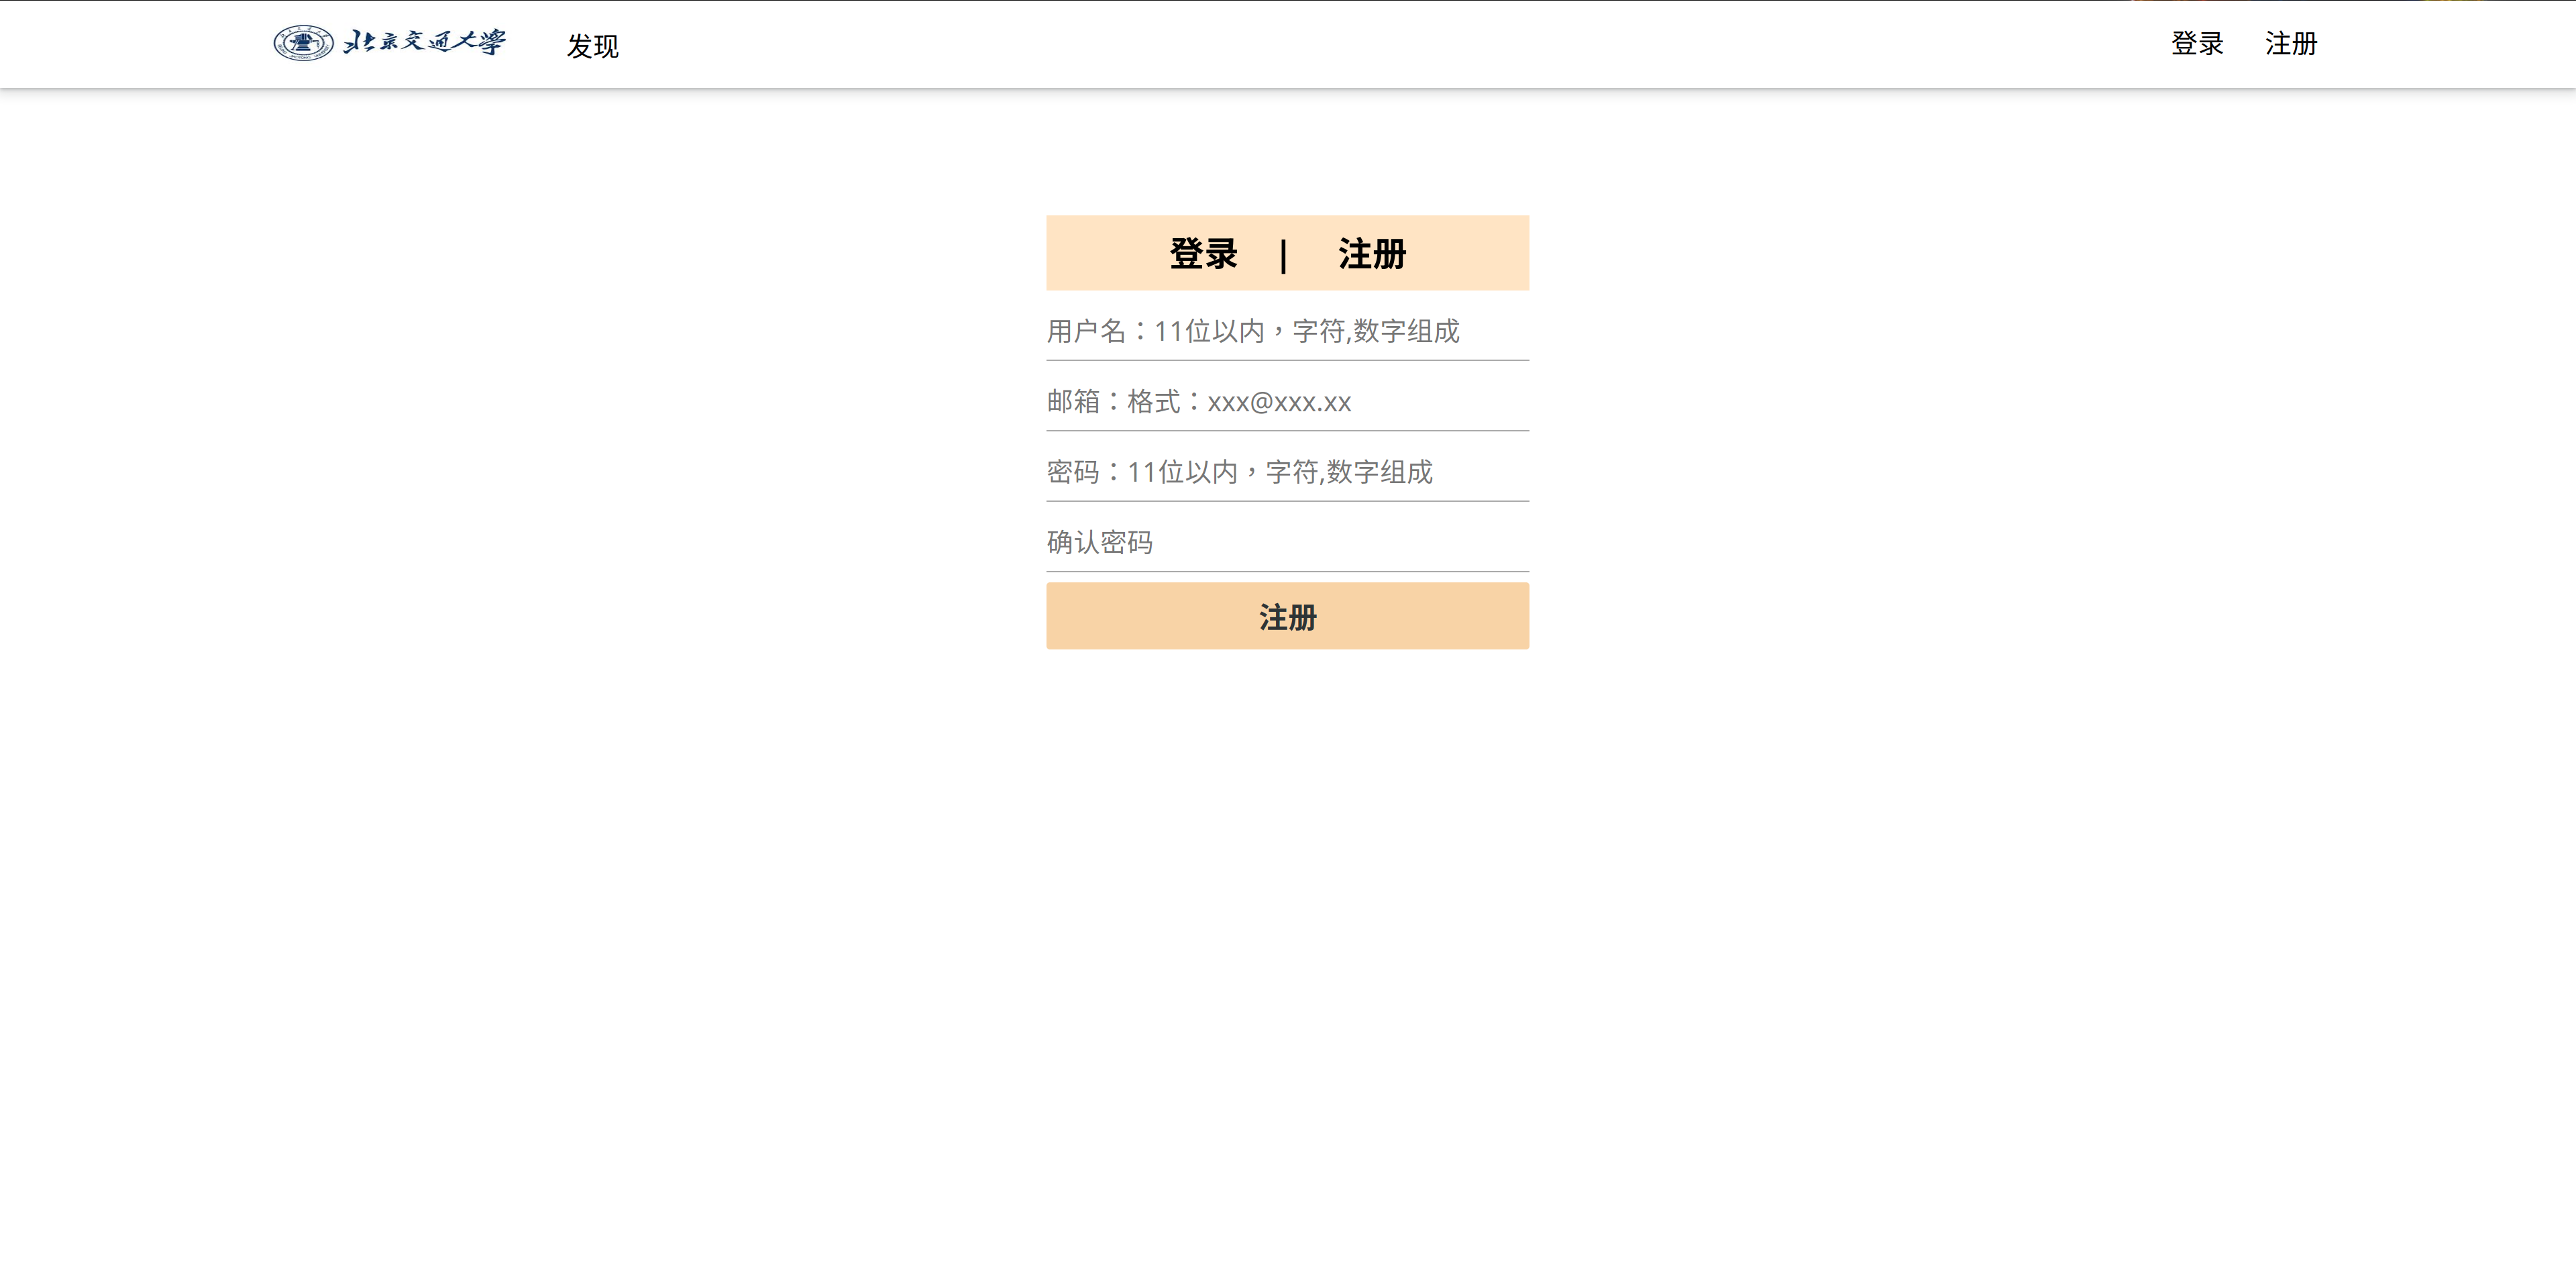 北京交通大學 发现 登录 注册
登录 | 注册
用户名：11位以内，字符,数字组成
邮箱：格式：xxx@xxx.xx
密码：11位以内，字符,数字组成
确认密码
注册